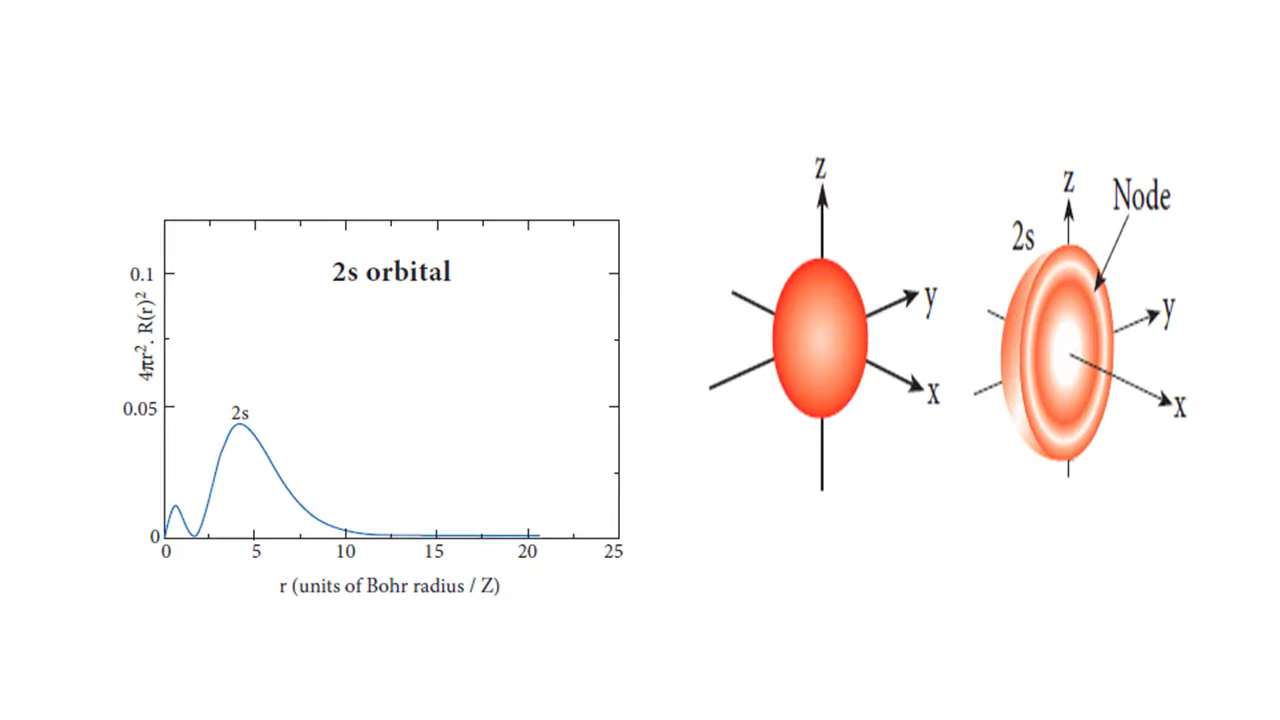 2s orbital
0.1
0.05
0
4πr². R(r)²
2s
0 5 10 15 20 25
r (units of Bohr radius / Z)
z
y
x
2s
z
Node
y
x